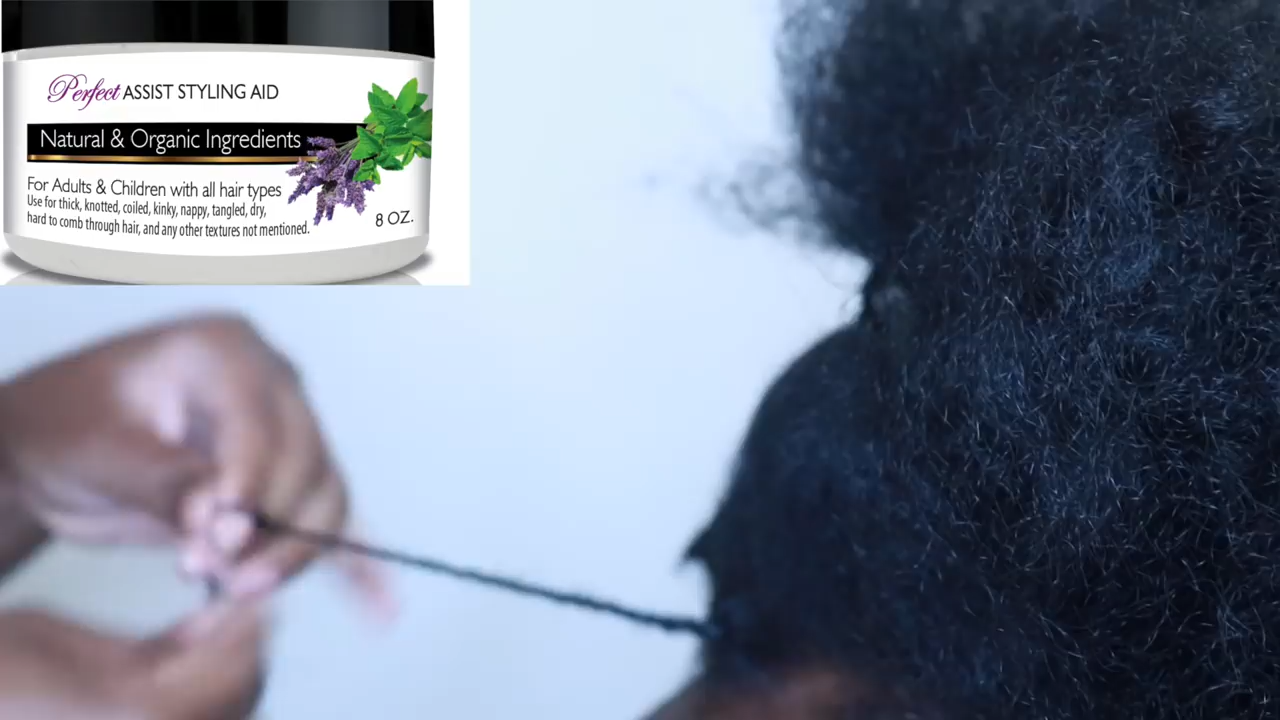 Perfect ASSIST STYLING AID
Natural & Organic Ingredients
For Adults & Children with all hair types
Use for thick, knotted, coiled, kinky, nappy, tangled, dry,
hard to comb through hair, and any other textures not mentioned.
8 OZ.